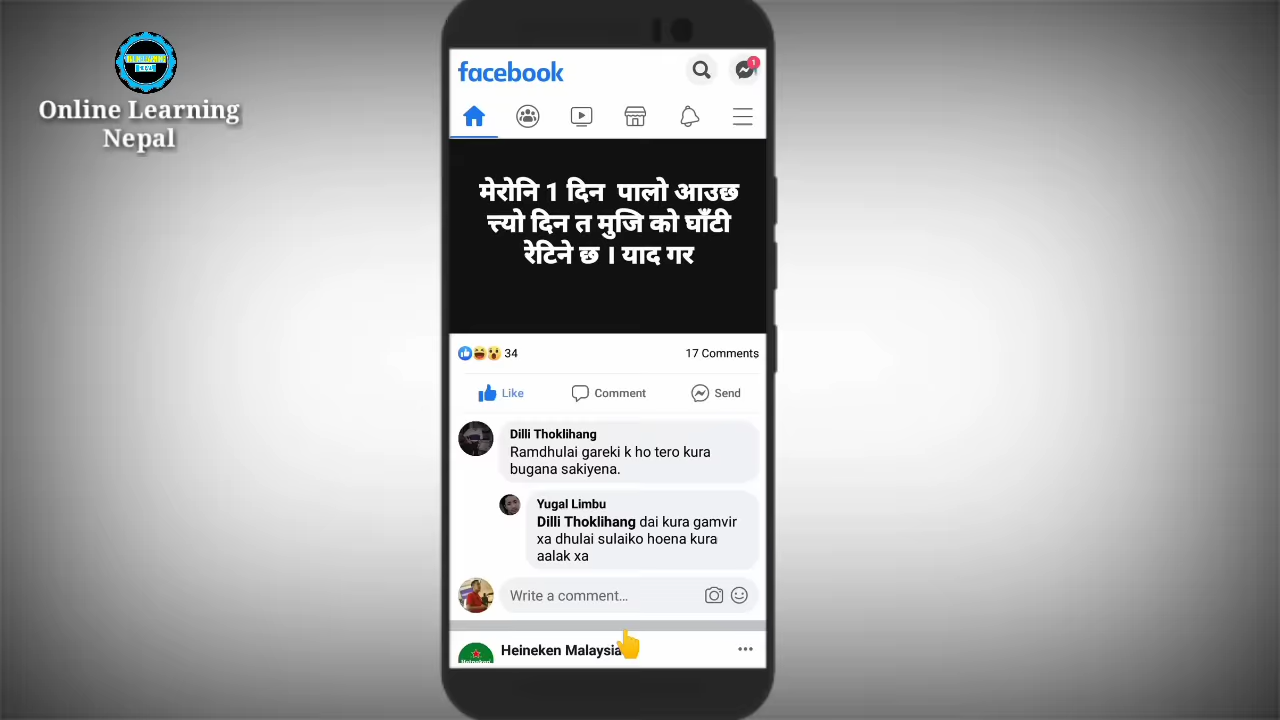 Online Learning
Nepal
facebook
1
मेरोनि 1 दिन पालो आउछ
त्त्यो दिन त मुजि को घाँटी
रेटिने छ । याद गर
34
17 Comments
Like
Comment
Send
Dilli Thoklihang
Ramdhulai gareki k ho tero kura
bugana sakiyena.
Yugal Limbu
Dilli Thoklihang dai kura gamvir
xa dhulai sulaiko hoena kura
aalak xa
Write a comment…
Heineken Malaysia